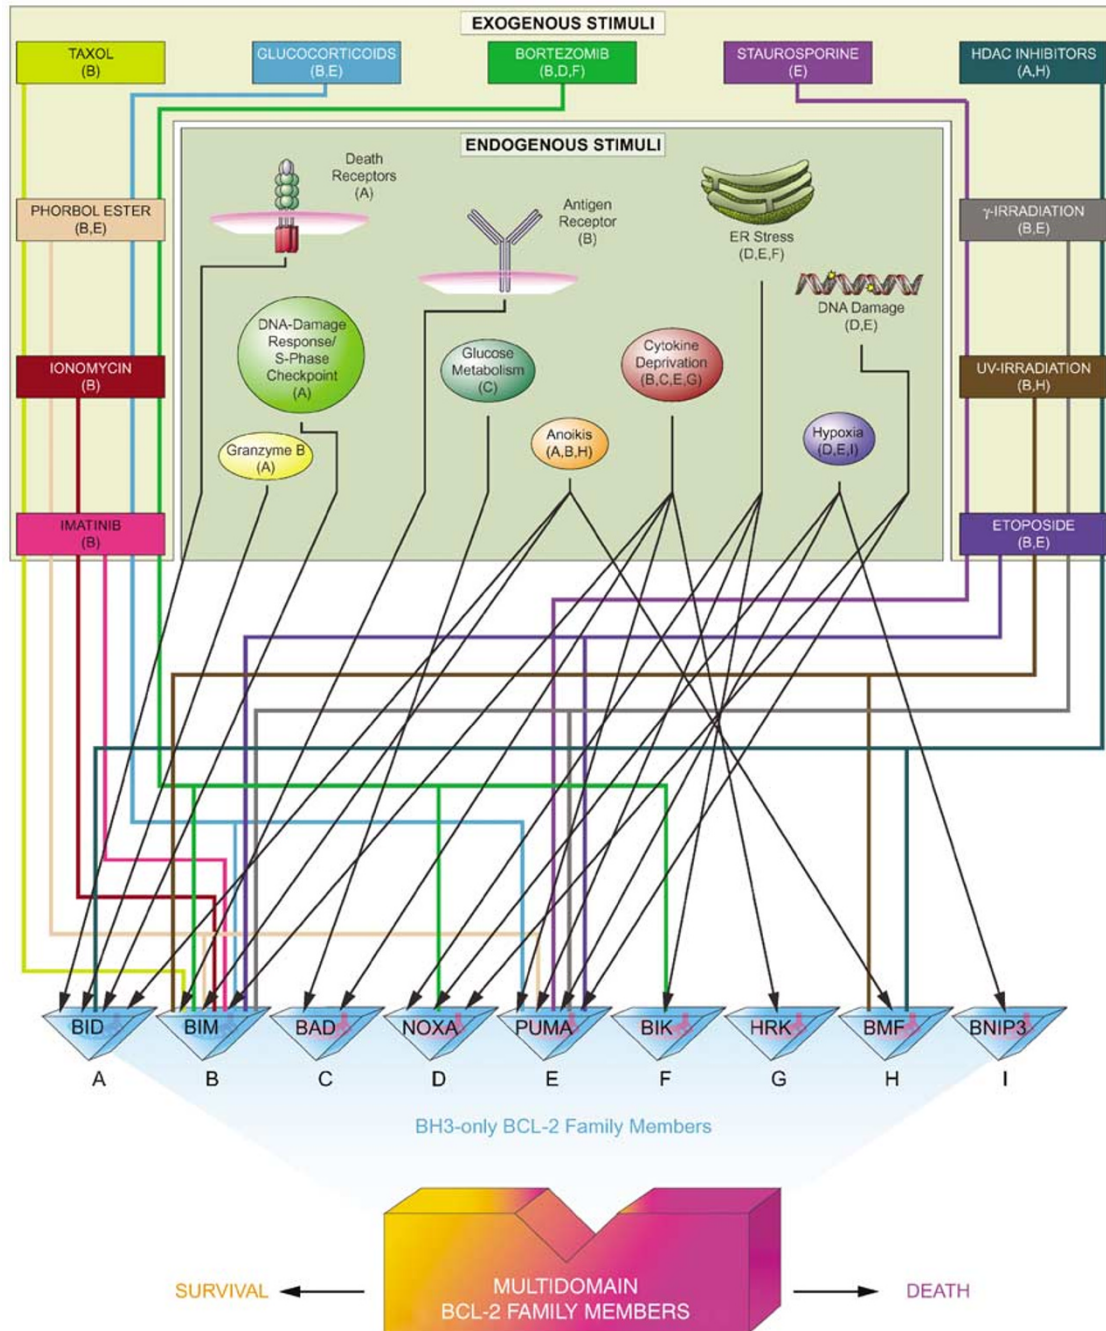 EXOGENOUS STIMULI
TAXOL
(B)
GLUCOCORTICOIDS
(B,E)
BORTEZOMIB
(B,D,F)
STAUROSPORINE
(E)
HDAC INHIBITORS
(A,H)
ENDOGENOUS STIMULI
Death
Receptors
(A)
Antigen
Receptor
(B)
ER Stress
(D,E,F)
PHORBOL ESTER
(B,E)
γ-IRRADIATION
(B,E)
DNA Damage
(D,E)
DNA-Damage
Response/
S-Phase
Checkpoint
(A)
Glucose
Metabolism
(C)
Cytokine
Deprivation
(B,C,E,G)
IONOMYCIN
(B)
UV-IRRADIATION
(B,H)
Granzyme B
(A)
Anoikis
(A,B,H)
Hypoxia
(D,E,I)
IMATINIB
(B)
ETOPOSIDE
(B,E)
BID
BIM
BAD
NOXA
PUMA
BIK
HRK
BMF
BNIP3
A
B
C
D
E
F
G
H
I
BH3-only BCL-2 Family Members
SURVIVAL
MULTIDOMAIN
BCL-2 FAMILY MEMBERS
DEATH